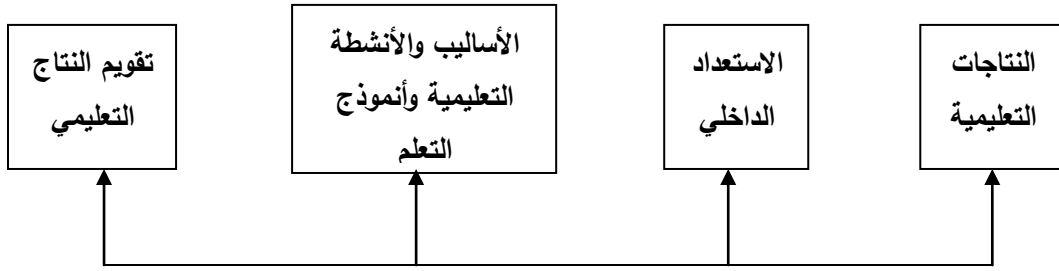 النتاجات
التعليمية
الاستعداد
الداخلي
الأساليب والأنشطة
التعليمية وأنموذج
التعلم
تقويم النتاج
التعليمي